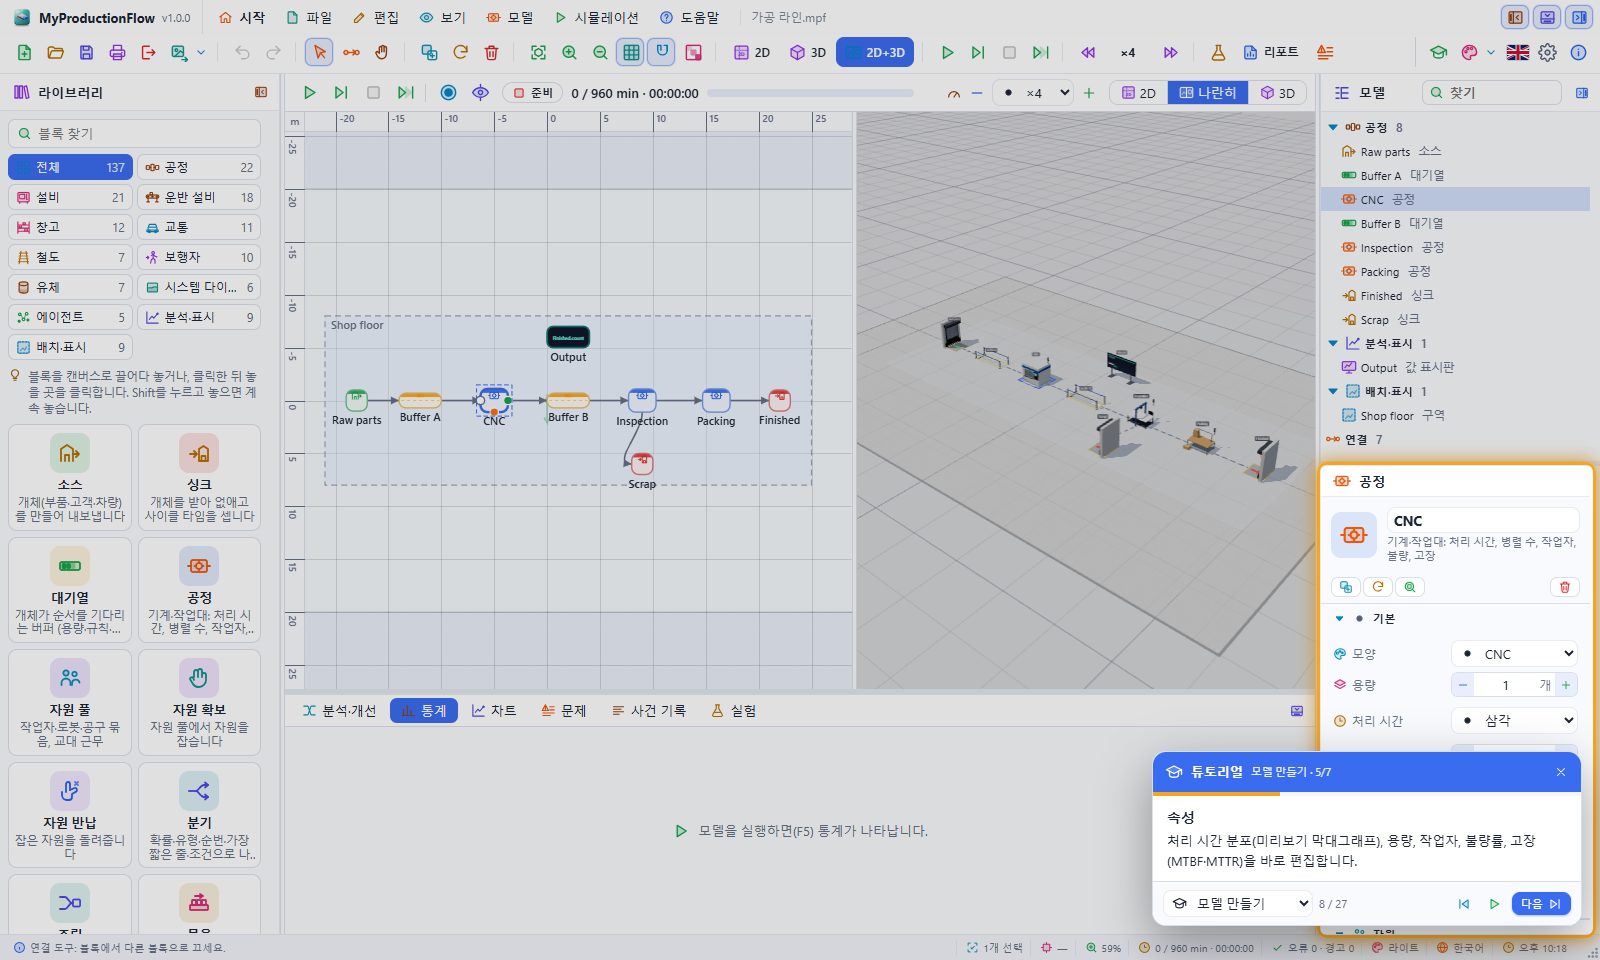 MyProductionFlow v1.0.0 시작 파일 편집 보기 모델 시뮬레이션 도움말 가공 라인.mpf
2D 3D 2D+3D ×4 리포트
라이브러리
블록 찾기
전체 137
공정 22
설비 21
운반 설비 18
창고 12
교통 11
철도 7
보행자 10
유체 7
시스템 다이... 6
에이전트 5
분석·표시 9
배치·표시 9
블록을 캔버스로 끌어다 놓거나, 클릭한 뒤 놓
을 곳을 클릭합니다. Shift를 누르고 놓으면 계
속 놓습니다.
소스
개체(부품·고객·차량)
를 만들어 내보냅니다
싱크
개체를 받아 없애고
사이클 타임을 셉니다
대기열
개체가 순서를 기다리
는 버퍼 (용량·규칙·...
공정
기계·작업대: 처리 시
간, 병렬 수, 작업자,...
자원 풀
작업자·로봇·공구 묶
음, 교대 근무
자원 확보
자원 풀에서 자원을
잡습니다
자원 반납
잡은 자원을 돌려줍니
다
분기
확률·유형·순번·가장
짧은 줄·조건으로 나...
준비 0 / 960 min · 00:00:00
×4
2D 나란히 3D
m -20 -15 -10 -5 0 5 10 15 20 25
-25
-20
-15
-10
-5
0
5
10
15
20
25
Shop floor
Finished.count
Output
Raw parts
Buffer A
CNC
Buffer B
Inspection
Packing
Finished
Scrap
분석·개선 통계 차트 문제 사건 기록 실험
모델을 실행하면(F5) 통계가 나타납니다.
모델 찾기
공정 8
Raw parts 소스
Buffer A 대기열
CNC 공정
Buffer B 대기열
Inspection 공정
Packing 공정
Finished 싱크
Scrap 싱크
분석·표시 1
Output 값 표시판
배치·표시 1
Shop floor 구역
연결 7
공정
CNC
기계·작업대: 처리 시간, 병렬 수, 작업자,
불량, 고장
기본
모양 CNC
용량 1 개
처리 시간 삼각
튜토리얼 모델 만들기 · 5/7
속성
처리 시간 분포(미리보기 막대그래프), 용량, 작업자, 불량률, 고장
(MTBF·MTTR)을 바로 편집합니다.
모델 만들기 8 / 27 다음
연결 도구: 블록에서 다른 블록으로 끄세요.
1개 선택 — 59% 0 / 960 min · 00:00:00 오류 0 · 경고 0 라이트 한국어 오후 10:18